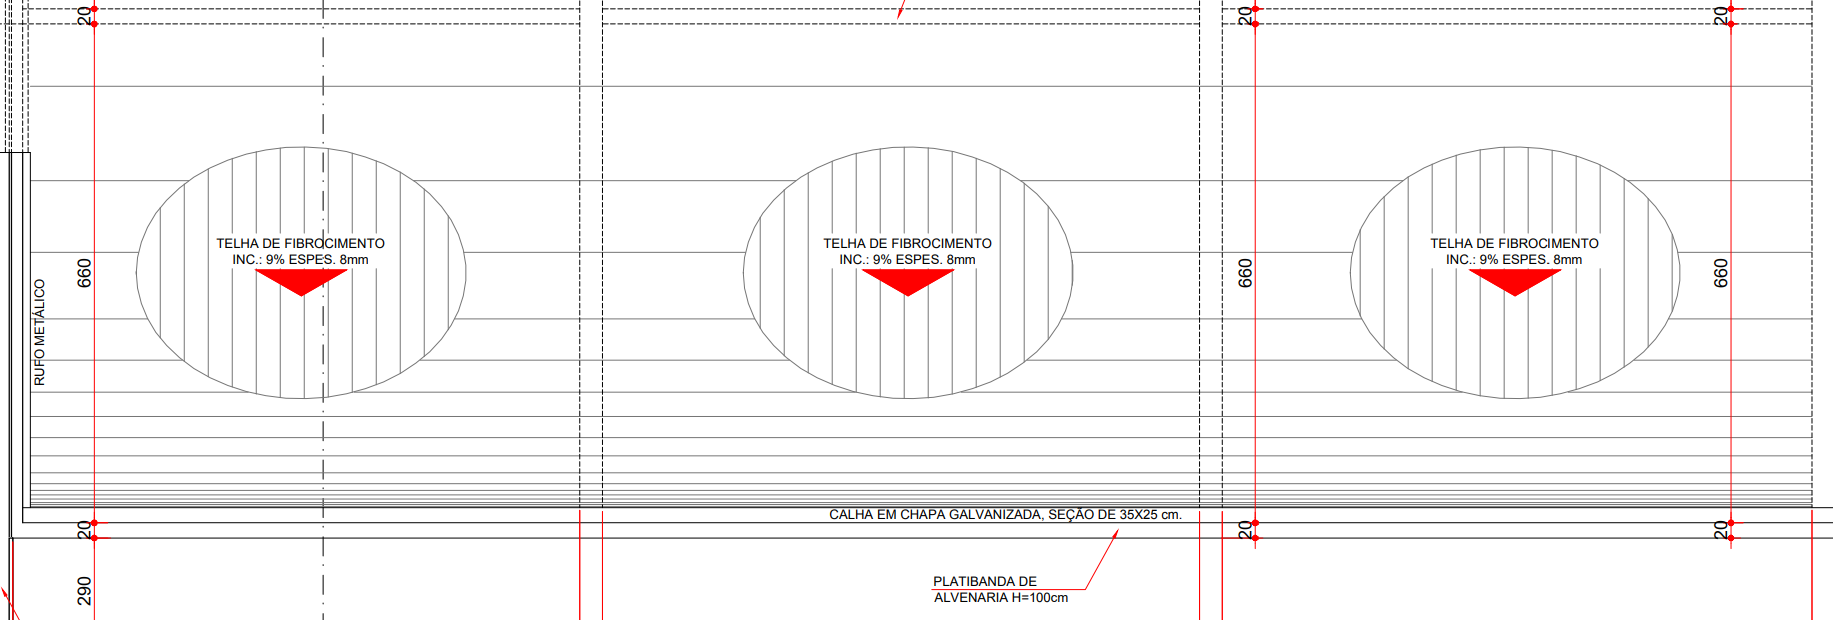 20
20
20
TELHA DE FIBROCIMENTO
INC.: 9% ESPES. 8mm
TELHA DE FIBROCIMENTO
INC.: 9% ESPES. 8mm
TELHA DE FIBROCIMENTO
INC.: 9% ESPES. 8mm
660
660
660
RUFO METÁLICO
CALHA EM CHAPA GALVANIZADA, SEÇÃO DE 35X25 cm.
20
20
20
PLATIBANDA DE
ALVENARIA H=100cm
290